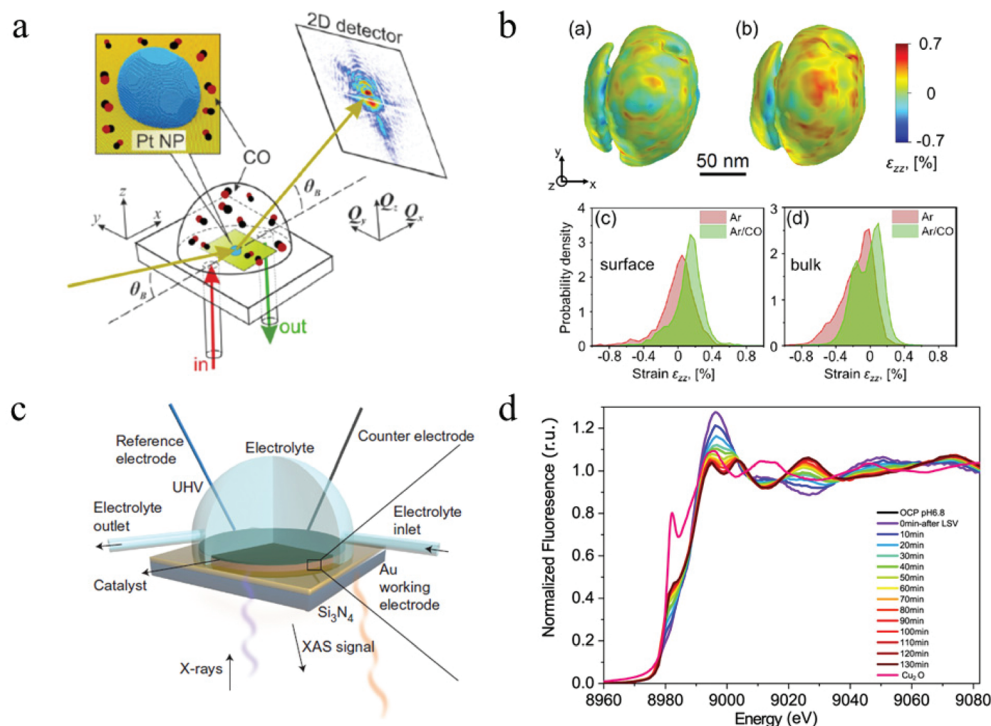 a
2D detector
Pt NP
CO
θB
z
y
x
Qy
Qz
Qx
θB
out
in
b
(a)
(b)
0.7
0
-0.7
εzz, [%]
50 nm
y
z
x
(c)
Ar
Ar/CO
surface
Probability density
5
4
3
2
1
0
-0.8
-0.4
0
0.4
0.8
Strain εzz, [%]
(d)
Ar
Ar/CO
bulk
3
2
1
0
-0.8
-0.4
0
0.4
0.8
Strain εzz, [%]
c
Reference
electrode
Electrolyte
Counter electrode
UHV
Electrolyte
outlet
Electrolyte
inlet
Catalyst
Au
working
electrode
Si3N4
XAS signal
X-rays
d
Normalized Fluoresence (r.u.)
1.2
1.0
0.8
0.6
0.4
0.2
0.0
OCP pH6.8
0min-after LSV
10min
20min
30min
40min
50min
60min
70min
80min
90min
100min
110min
120min
130min
Cu2O
8960
8980
9000
9020
9040
9060
9080
Energy (eV)